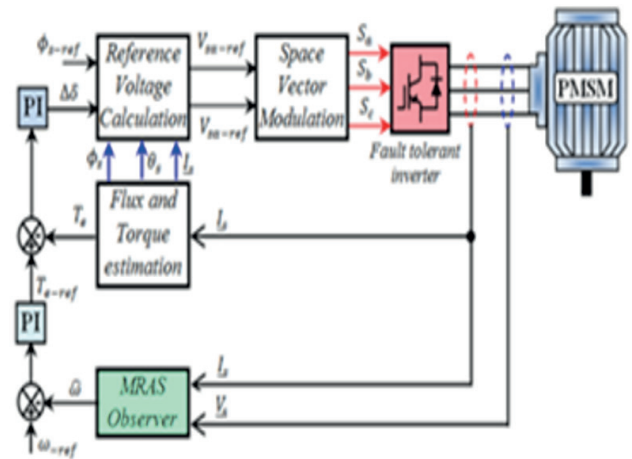 ϕs-ref
Reference
Voltage
Calculation
Vsα-ref
Vsα-ref
Space
Vector
Modulation
Sa
Sb
Sc
Fault tolerant
inverter
PMSM
PI
Δδ
ϕs
θs
Is
Flux and
Torque
estimation
Te
Is
Te-ref
PI
MRAS
Observer
Is
Vs
ω-ref